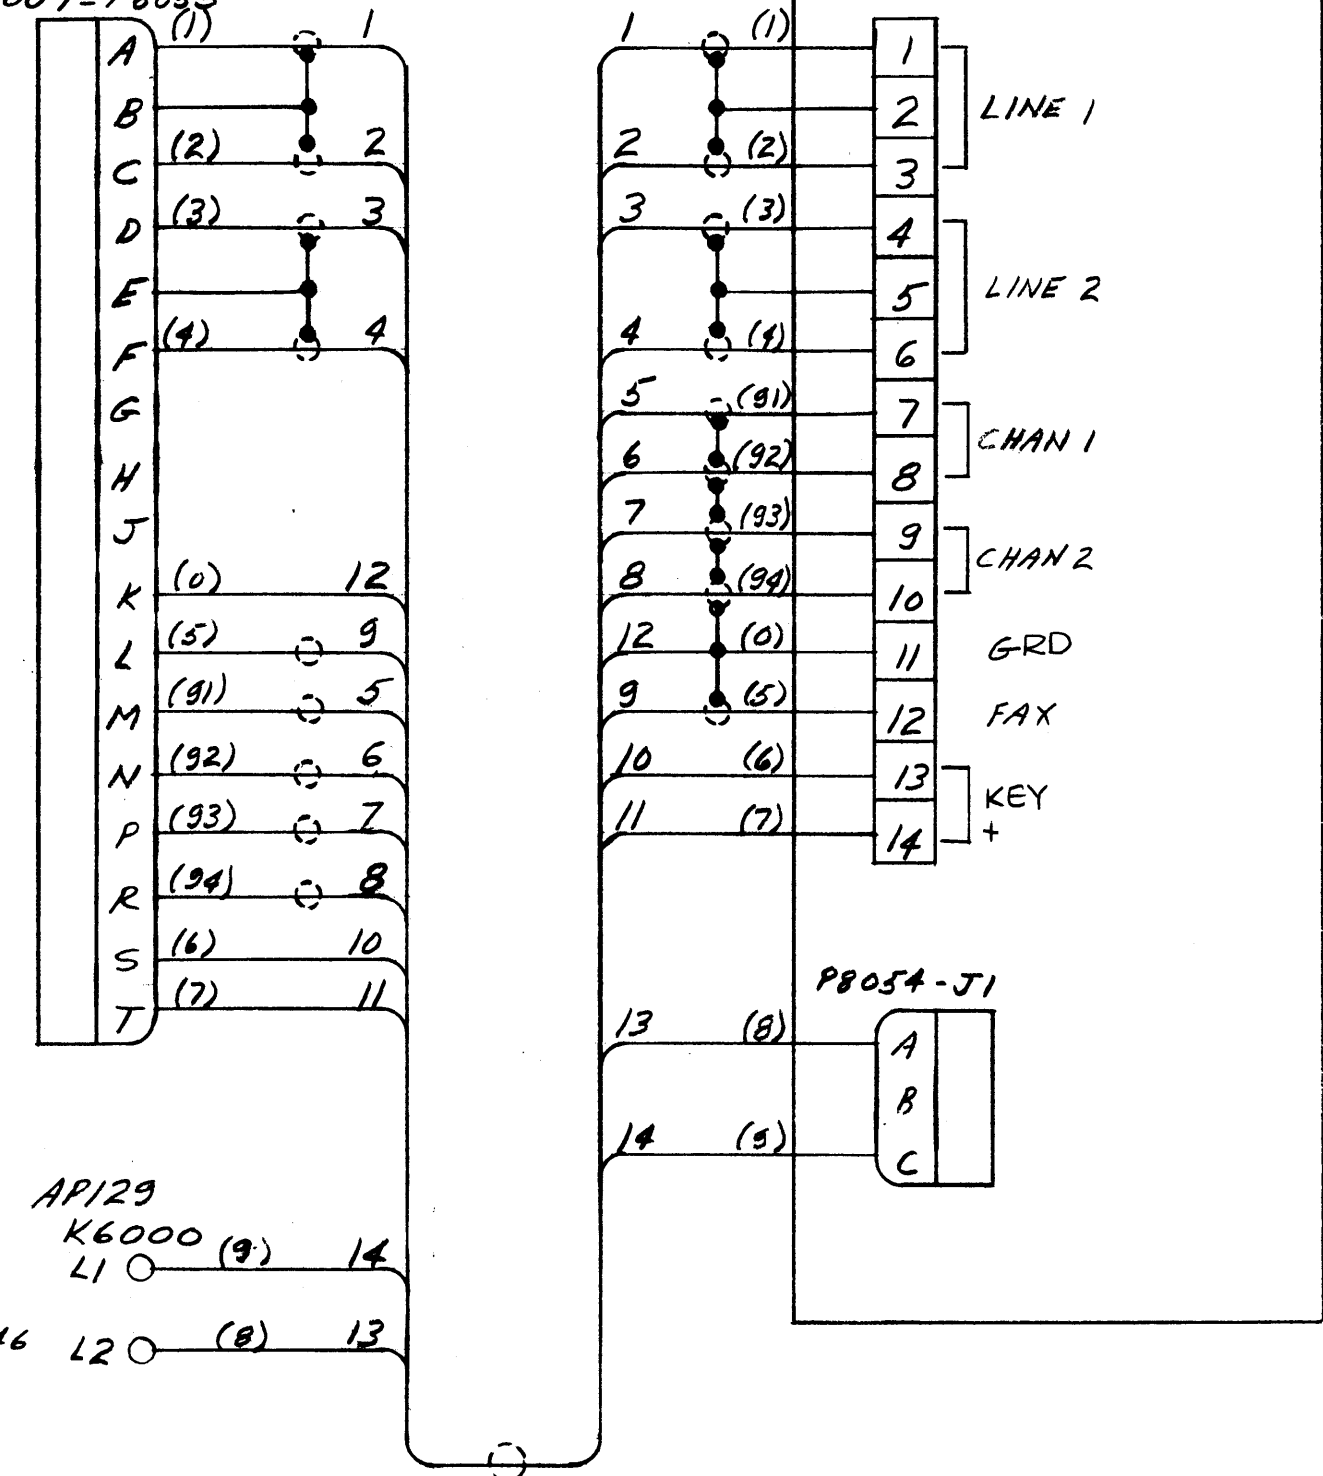 A (1) 1
B
C (2) 2
D (3) 3
E
F (4) 4
G
H
J
K (0) 12
L (5) 9
M (91) 5
N (92) 6
P (93) 7
R (94) 8
S (6) 10
T (7) 11
AP129
K6000
L1 (9) 14
L2 (8) 13
1 (1) 1
2
2 (2) 3
LINE 1
3 (3) 4
5
4 (4) 6
LINE 2
5 (91) 7
6 (92) 8
CHAN 1
7 (93) 9
8 (94) 10
CHAN 2
12 (0) 11 GRD
9 (5) 12 FAX
10 (6) 13
11 (7) 14
KEY
+
P8054-J1
13 (8) A
B
14 (9) C